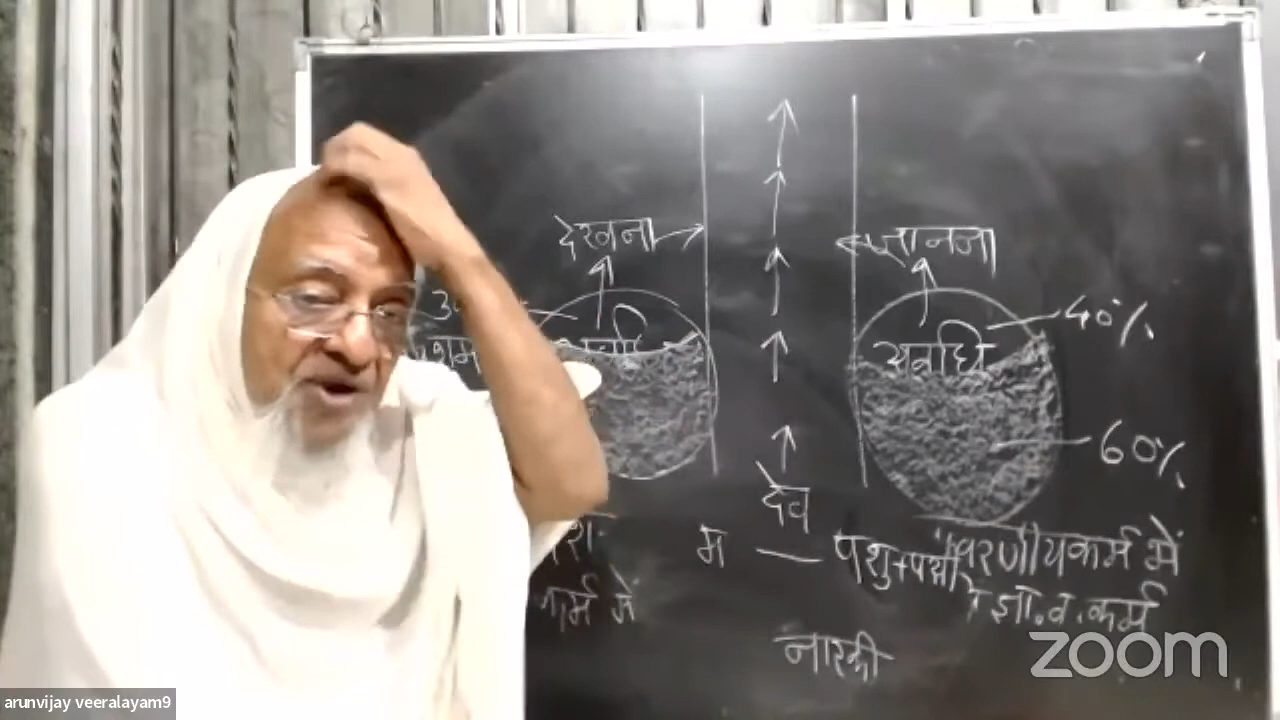 देखना
जानना
40%
अवधि
60%
देव
म — पशु+पक्षी
वरणीयकर्म में
कर्म में
ज्ञा.व.कर्म
नारकी
zoom
arunvijay veeralayam9